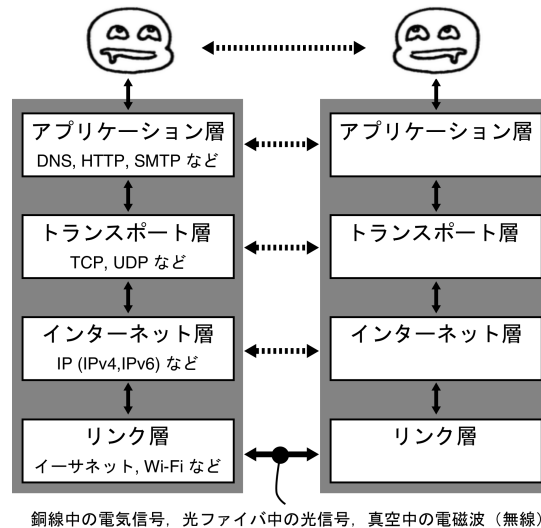 アプリケーション層
DNS, HTTP, SMTP など
アプリケーション層
トランスポート層
TCP, UDP など
トランスポート層
インターネット層
IP (IPv4,IPv6) など
インターネット層
リンク層
イーサネット, Wi-Fi など
リンク層
銅線中の電気信号，光ファイバ中の光信号，真空中の電磁波（無線）